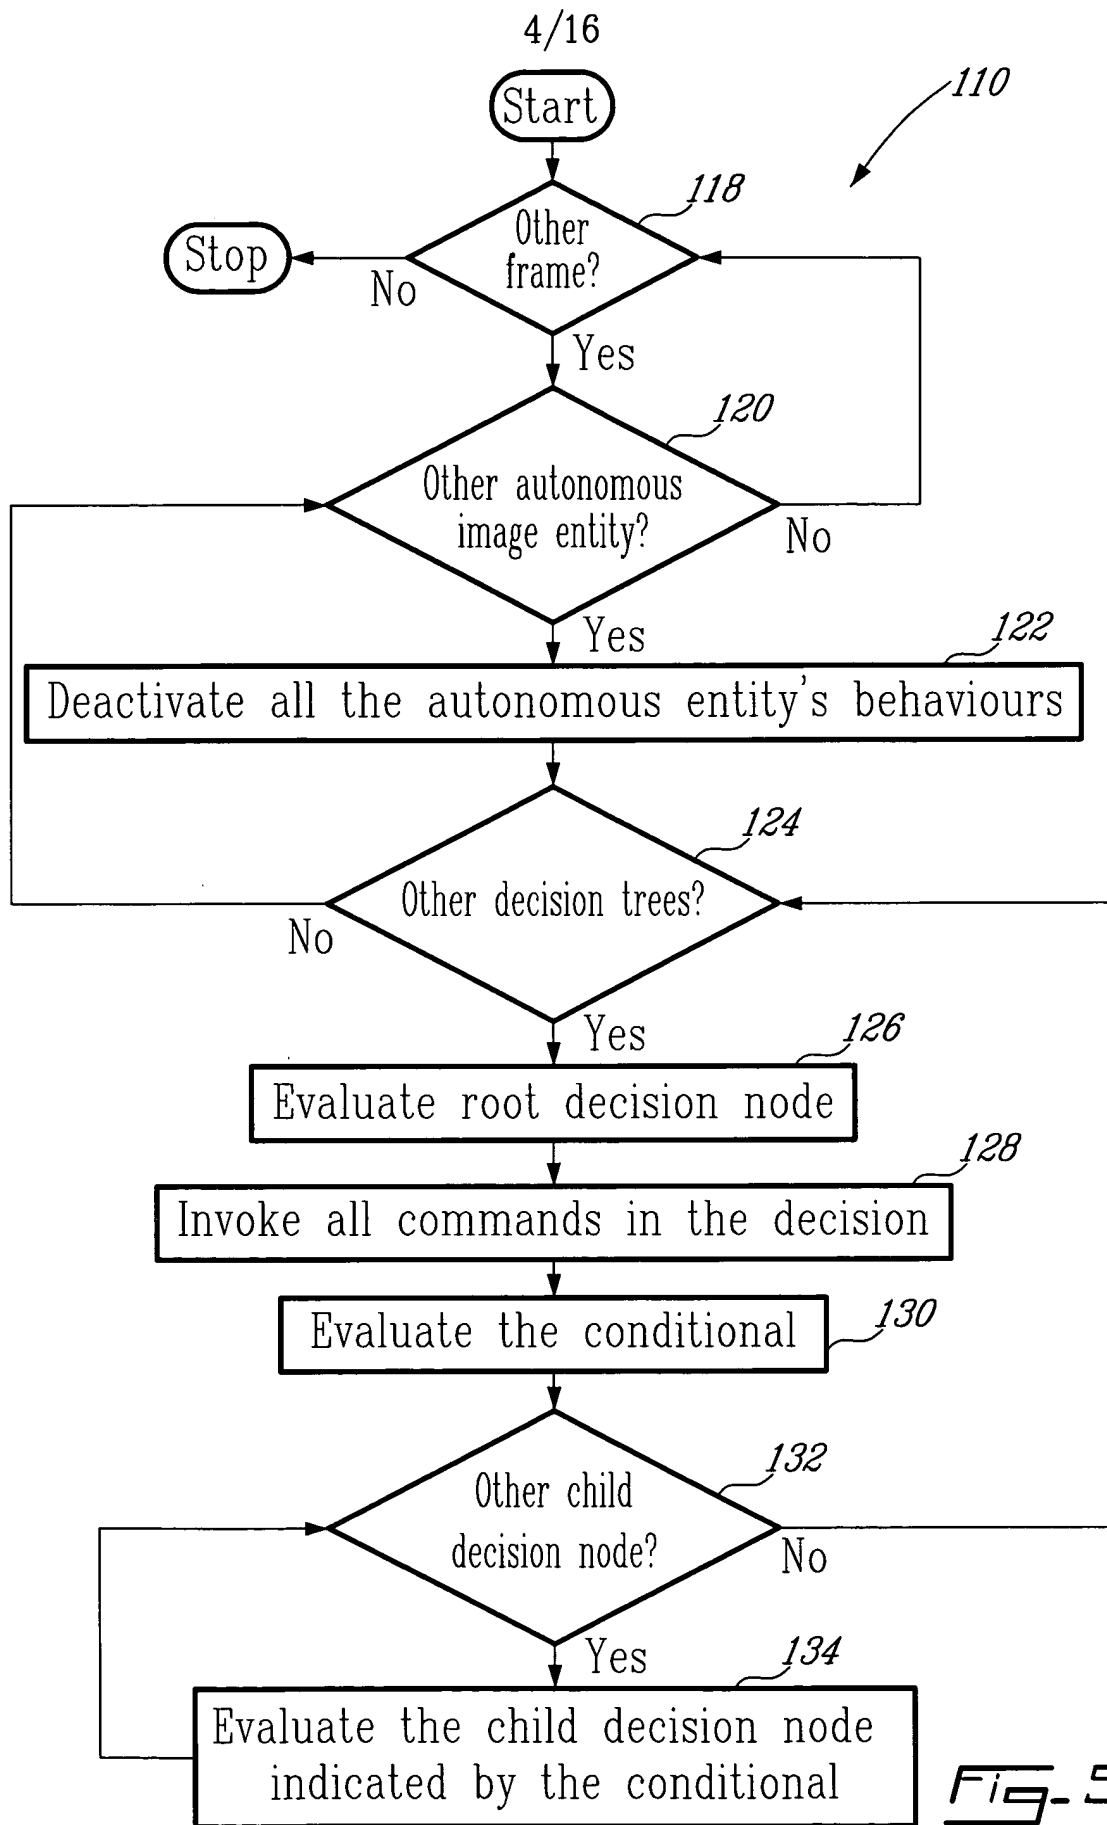 4/16
Start
110
118
Other
frame?
Stop
No
Yes
120
Other autonomous
image entity?
No
Yes
122
Deactivate all the autonomous entity's behaviours
124
Other decision trees?
No
Yes
126
Evaluate root decision node
128
Invoke all commands in the decision
Evaluate the conditional
130
132
Other child
decision node?
No
Yes
134
Evaluate the child decision node
indicated by the conditional
Fig-5